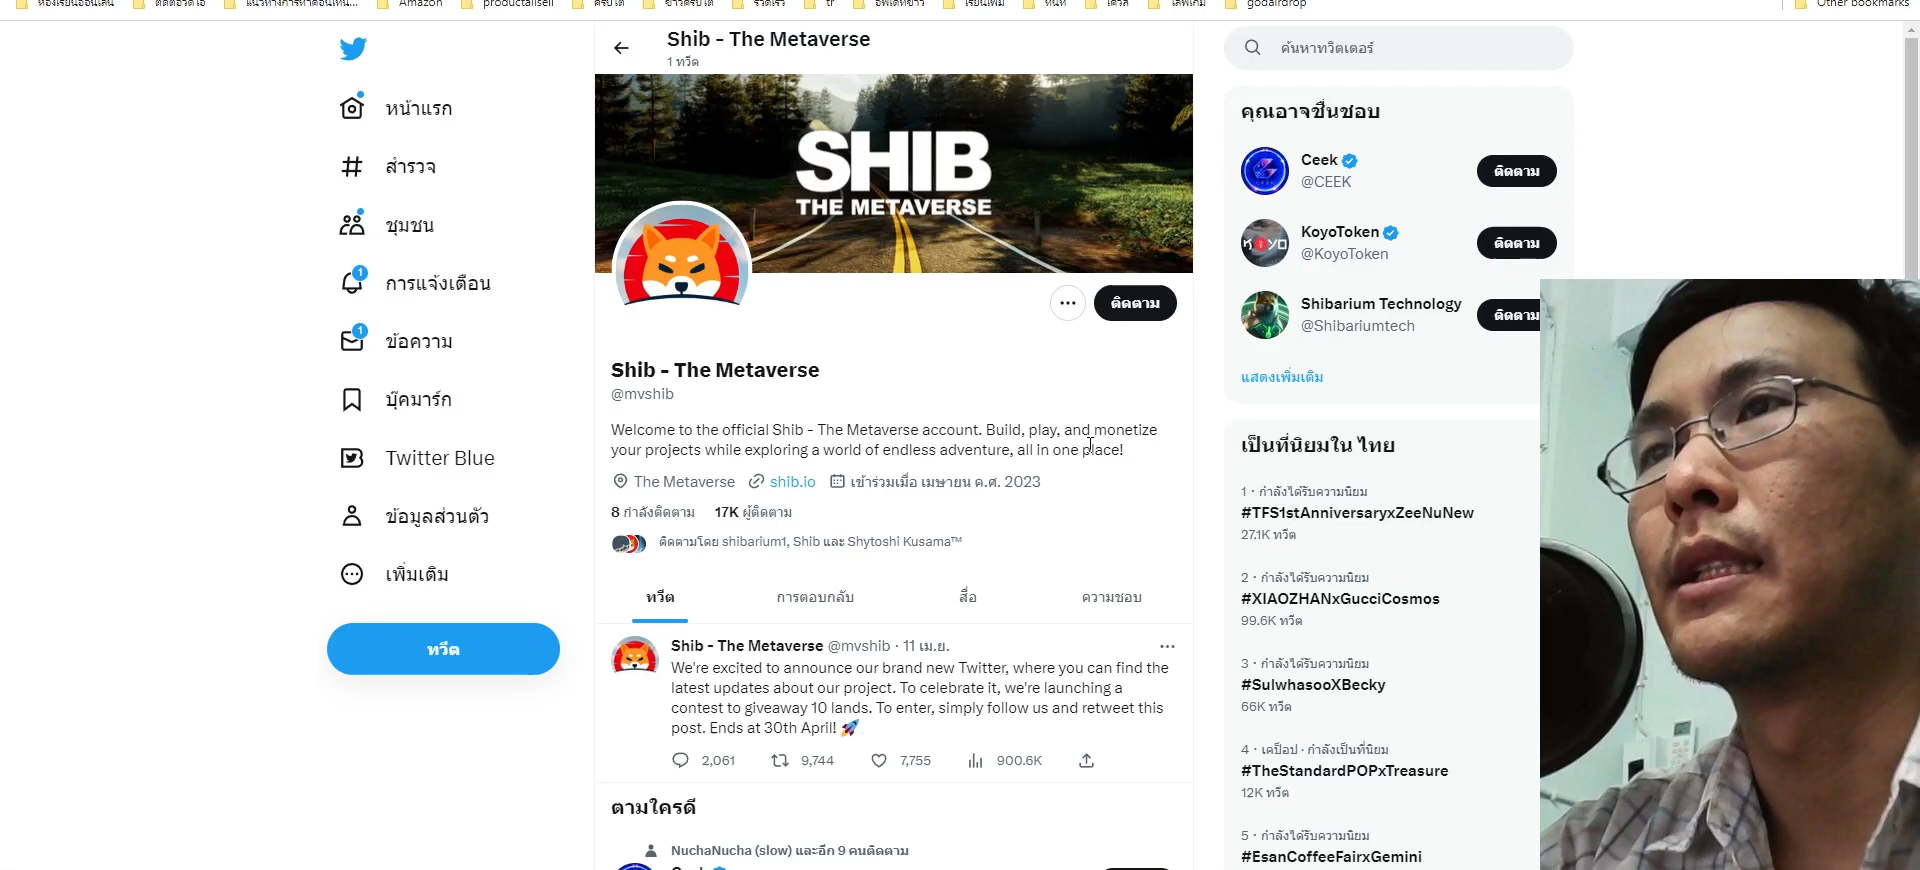 Amazon
productallsell
tr
godairdrop
Other bookmarks
Shib - The Metaverse
1 ทวีต
SHIB
THE METAVERSE
หน้าแรก
สำรวจ
ชุมชน
1
การแจ้งเตือน
1
ข้อความ
บุ๊คมาร์ก
Twitter Blue
ข้อมูลส่วนตัว
เพิ่มเติม
ทวีต
ติดตาม
Shib - The Metaverse
@mvshib
Welcome to the official Shib - The Metaverse account. Build, play, and monetize
your projects while exploring a world of endless adventure, all in one place!
The Metaverse shib.io เข้าร่วมเมื่อ เมษายน ค.ศ. 2023
8 กำลังติดตาม 17K ผู้ติดตาม
ติดตามโดย shibarium1, Shib และ Shytoshi Kusama™
ทวีต การตอบกลับ สื่อ ความชอบ
Shib - The Metaverse @mvshib · 11 เม.ย.
We're excited to announce our brand new Twitter, where you can find the
latest updates about our project. To celebrate it, we're launching a
contest to giveaway 10 lands. To enter, simply follow us and retweet this
post. Ends at 30th April! 🚀
2,061 9,744 7,755 900.6K
ตามใครดี
NuchaNucha (slow) และอีก 9 คนติดตาม
ค้นหาทวิตเตอร์
คุณอาจชื่นชอบ
Ceek
@CEEK
ติดตาม
KOYO
KoyoToken
@KoyoToken
ติดตาม
Shibarium Technology
@Shibariumtech
ติดตาม
แสดงเพิ่มเติม
เป็นที่นิยมใน ไทย
1 · กำลังได้รับความนิยม
#TFS1stAnniversaryxZeeNuNew
27.1K ทวีต
2 · กำลังได้รับความนิยม
#XIAOZHANxGucciCosmos
99.6K ทวีต
3 · กำลังได้รับความนิยม
#SulwhasooXBecky
66K ทวีต
4 · เคป็อป · กำลังเป็นที่นิยม
#TheStandardPOPxTreasure
12K ทวีต
5 · กำลังได้รับความนิยม
#EsanCoffeeFairxGemini